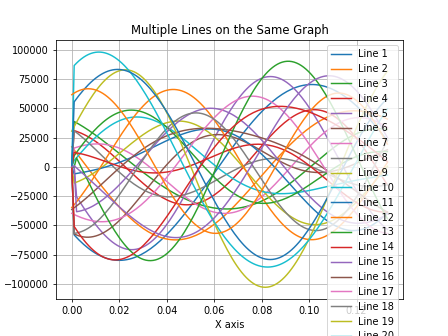 Multiple Lines on the Same Graph
100000
75000
50000
25000
0
−25000
−50000
−75000
−100000
0.00 0.02 0.04 0.06 0.08 0.10
X axis
Line 1
Line 2
Line 3
Line 4
Line 5
Line 6
Line 7
Line 8
Line 9
Line 10
Line 11
Line 12
Line 13
Line 14
Line 15
Line 16
Line 17
Line 18
Line 19
Line 20